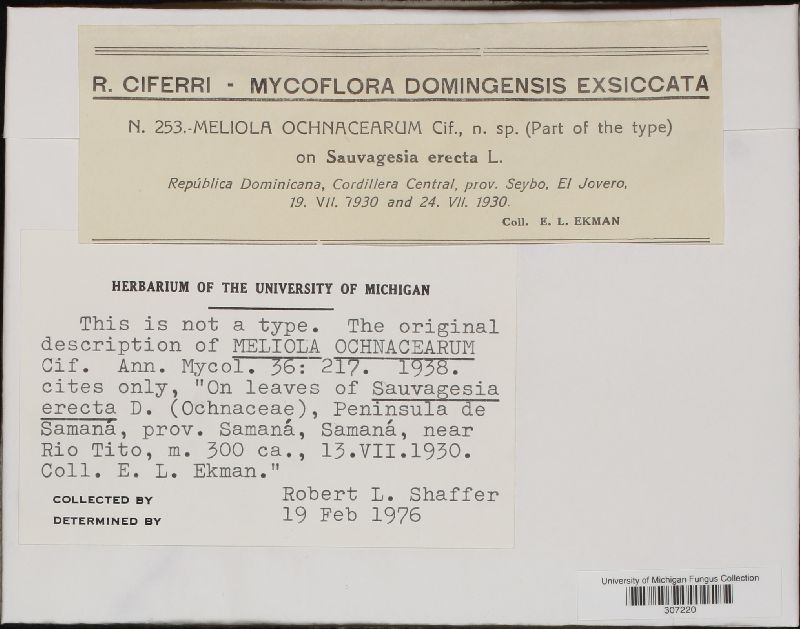 R. CIFERRI - MYCOFLORA DOMINGENSIS EXSICCATA
N. 253.-MELIOLA OCHNACEARUM Cif., n. sp. (Part of the type)
on Sauvagesia erecta L.
República Dominicana, Cordillera Central, prov. Seybo, El Jovero,
19. VII. 1930 and 24. VII. 1930.
Coll. E. L. EKMAN
HERBARIUM OF THE UNIVERSITY OF MICHIGAN
This is not a type. The original
description of MELIOLA OCHNACEARUM
Cif. Ann. Mycol. 36: 217. 1938.
cites only, "On leaves of Sauvagesia
erecta D. (Ochnaceae), Peninsula de
Samaná, prov. Samaná, Samaná, near
Rio Tito, m. 300 ca., 13.VII.1930.
Coll. E. L. Ekman."
COLLECTED BY Robert L. Shaffer
DETERMINED BY 19 Feb 1976
University of Michigan Fungus Collection
307220